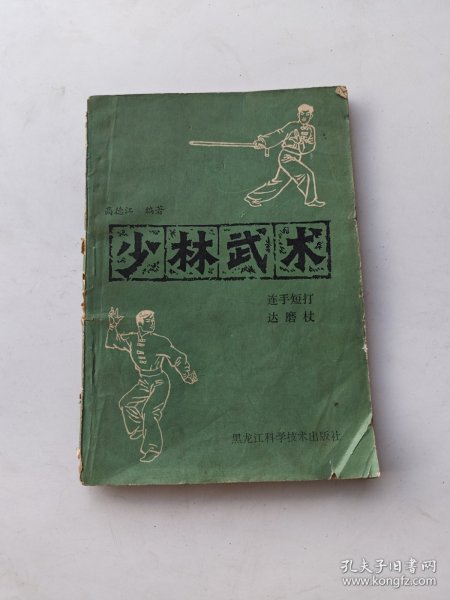 高德江 编著
少林武术
连手短打
达磨杖
黑龙江科学技术出版社
孔夫子旧书网
www.kongfz.com